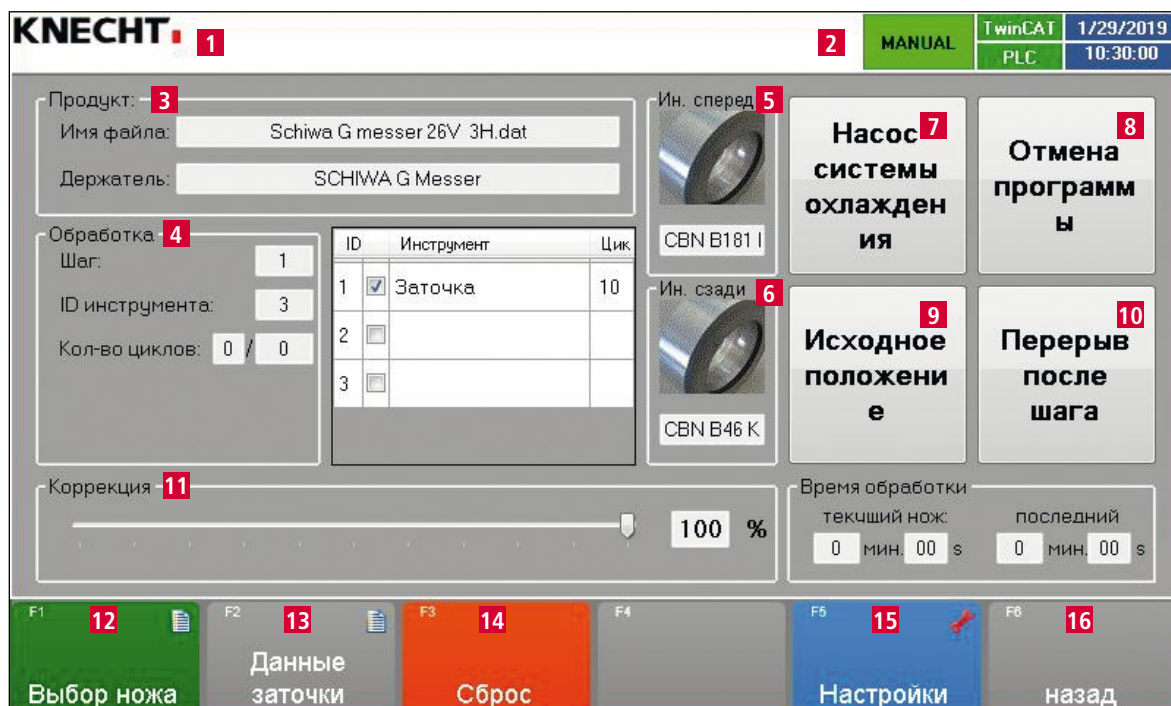 KNECHT
1
2
MANUAL
TwinCAT
PLC
1/29/2019
10:30:00
Продукт: 3
Имя файла: Schiwa G messer 26V 3H.dat
Держатель: SCHIWA G Messer
Обработка 4
Шаг: 1
ID инструмента: 3
Кол-во циклов: 0 / 0
ID Инструмент Цик
1 Заточка 10
2
3
Ин. сперед 5
CBN B181 I
Ин. сзади 6
CBN B46 K
7
Насос
системы
охлажден
ия
8
Отмена
программ
ы
9
Исходное
положени
е
10
Перерыв
после
шага
Коррекция 11
100 %
Время обработки
текчший нож:
0 мин. 00 s
последний
0 мин. 00 s
F1 12
Выбор ножа
F2 13
Данные
заточки
F3 14
Сброс
F4
F5 15
Настройки
F6 16
назад